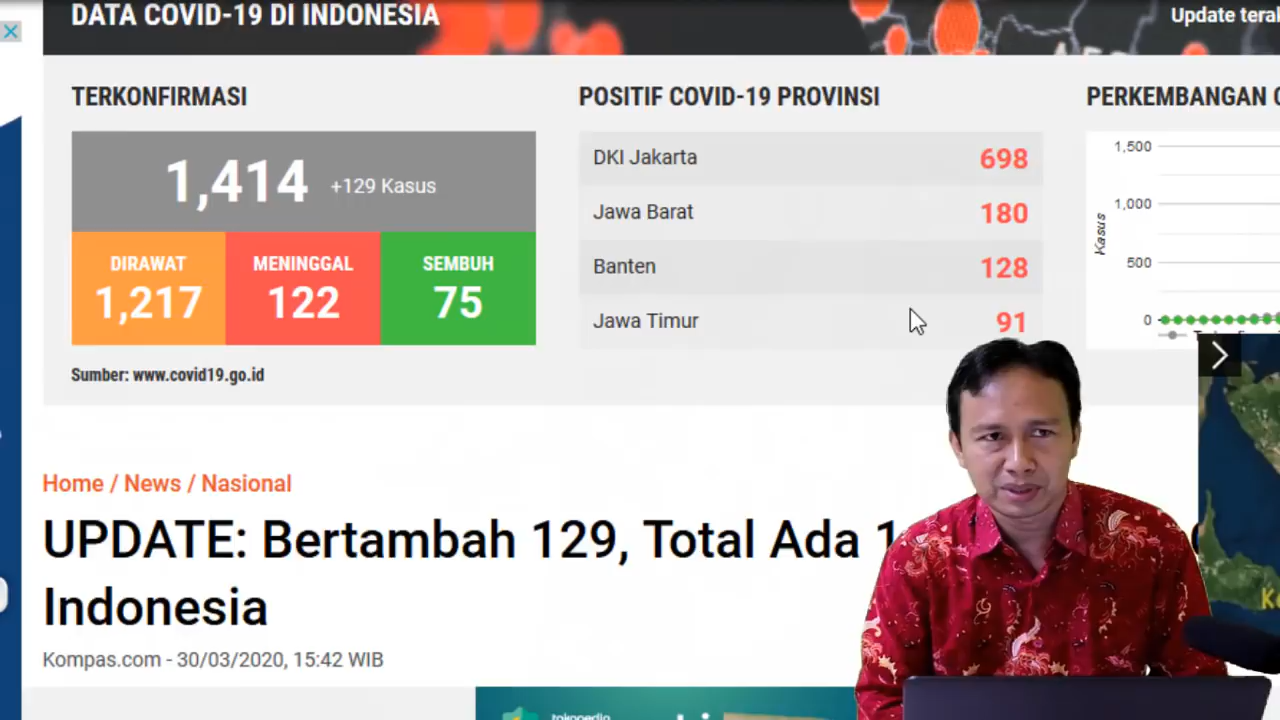 DATA COVID-19 DI INDONESIA
Update
TERKONFIRMASI
1,414 +129 Kasus
DIRAWAT
1,217
MENINGGAL
122
SEMBUH
75
Sumber: www.covid19.go.id
POSITIF COVID-19 PROVINSI
DKI Jakarta 698
Jawa Barat 180
Banten 128
Jawa Timur 91
PERKEMBANGAN
1,500
1,000
500
0
Kasus
Home / News / Nasional
UPDATE: Bertambah 129, Total Ada
Indonesia
Kompas.com - 30/03/2020, 15:42 WIB
tokopedia